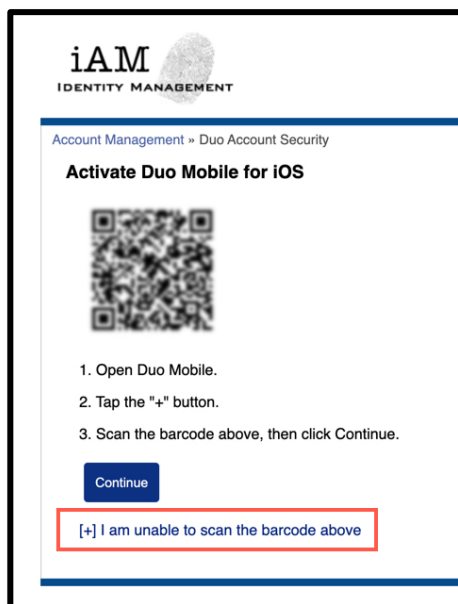 iAM
IDENTITY MANAGEMENT
Account Management » Duo Account Security
Activate Duo Mobile for iOS
1. Open Duo Mobile.
2. Tap the "+" button.
3. Scan the barcode above, then click Continue.
Continue
[+] I am unable to scan the barcode above